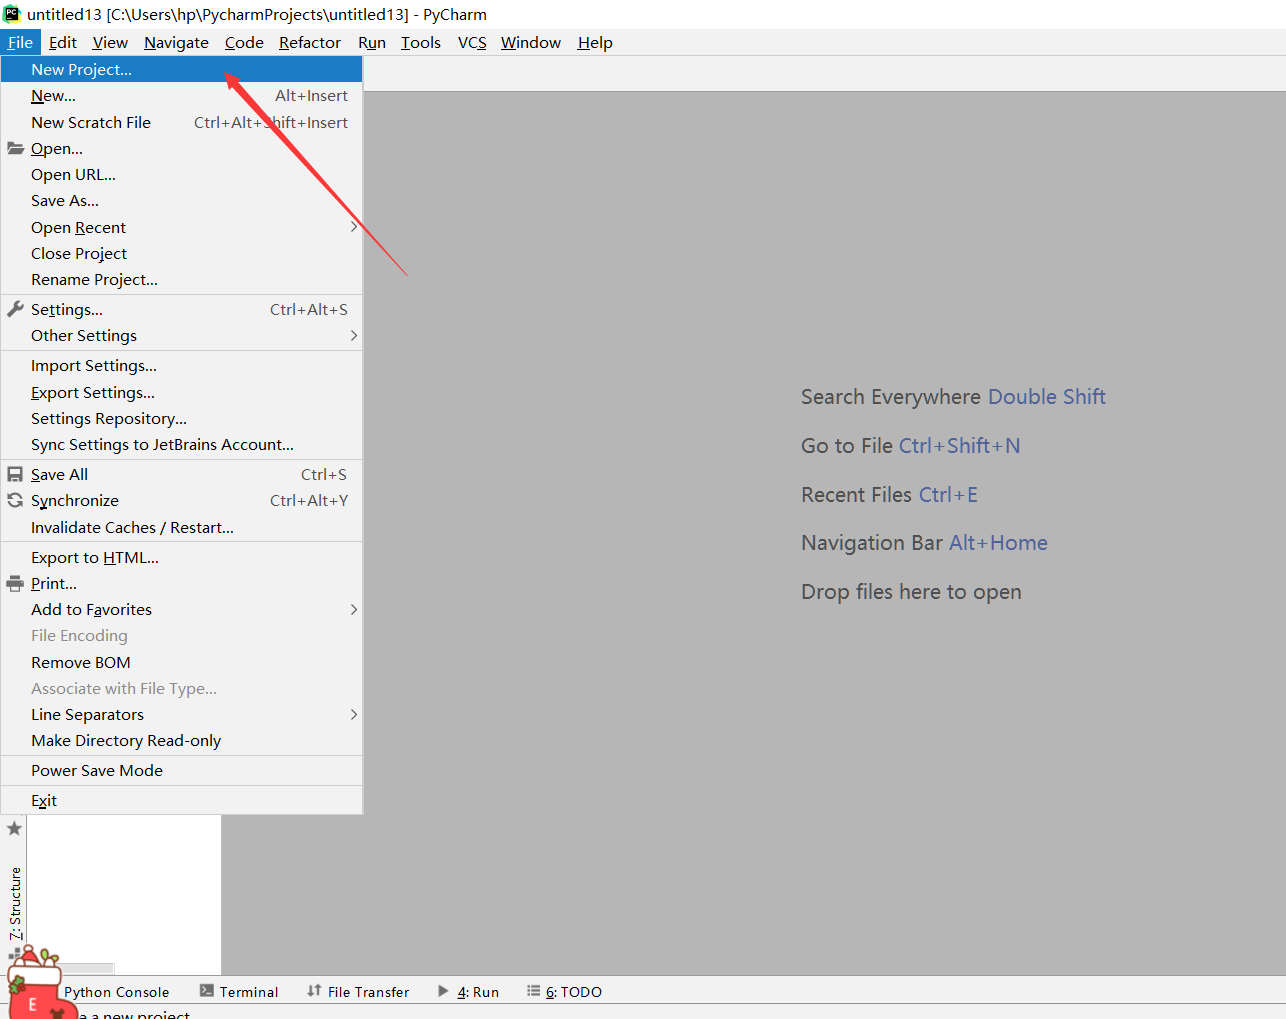 PC untitled13 [C:\Users\hp\PycharmProjects\untitled13] - PyCharm
File Edit View Navigate Code Refactor Run Tools VCS Window Help
New Project...
New... Alt+Insert
New Scratch File Ctrl+Alt+Shift+Insert
Open...
Open URL...
Save As...
Open Recent
Close Project
Rename Project...
Settings... Ctrl+Alt+S
Other Settings
Import Settings...
Export Settings...
Settings Repository...
Sync Settings to JetBrains Account...
Save All Ctrl+S
Synchronize Ctrl+Alt+Y
Invalidate Caches / Restart...
Export to HTML...
Print...
Add to Favorites
File Encoding
Remove BOM
Associate with File Type...
Line Separators
Make Directory Read-only
Power Save Mode
Exit
Search Everywhere Double Shift
Go to File Ctrl+Shift+N
Recent Files Ctrl+E
Navigation Bar Alt+Home
Drop files here to open
7: Structure
E
Python Console Terminal File Transfer 4: Run 6: TODO
a new project